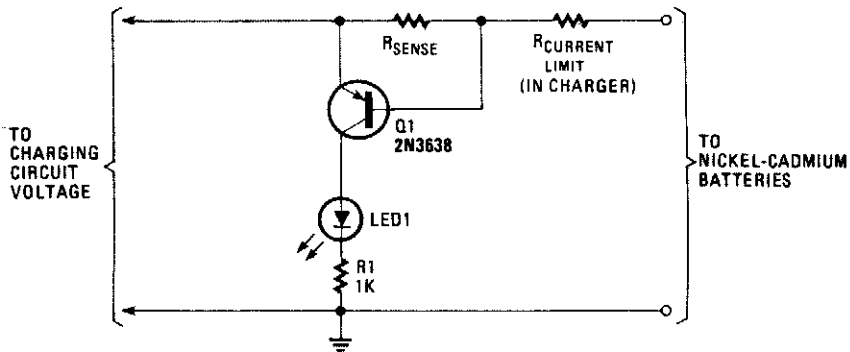 RSENSE
RCURRENT
LIMIT
(IN CHARGER)
TO
CHARGING
CIRCUIT
VOLTAGE
Q1
2N3638
TO
NICKEL-CADMIUM
BATTERIES
LED1
R1
1K